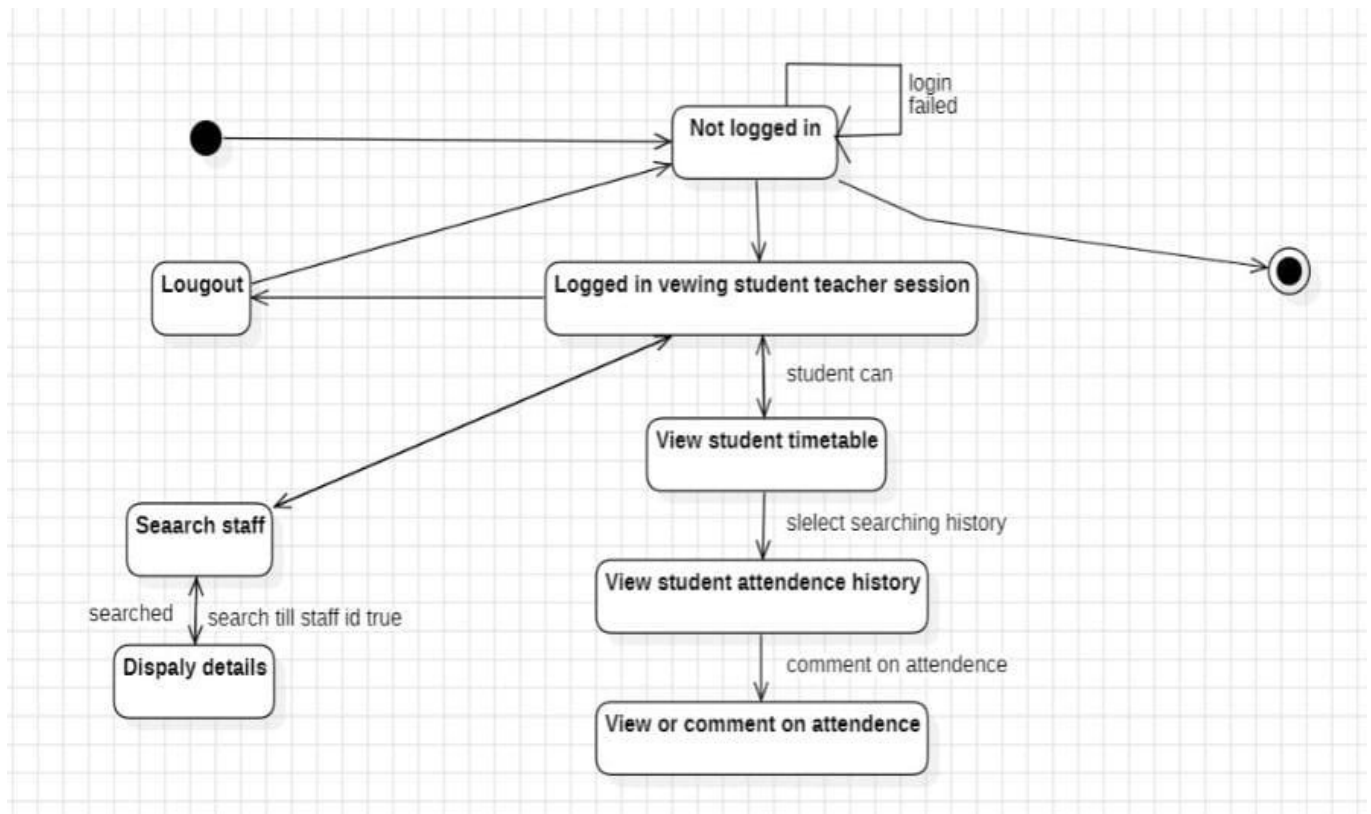 login
failed
Not logged in
Lougout
Logged in vewing student teacher session
student can
View student timetable
Seaarch staff
slelect searching history
View student attendence history
searched
search till staff id true
Dispaly details
comment on attendence
View or comment on attendence